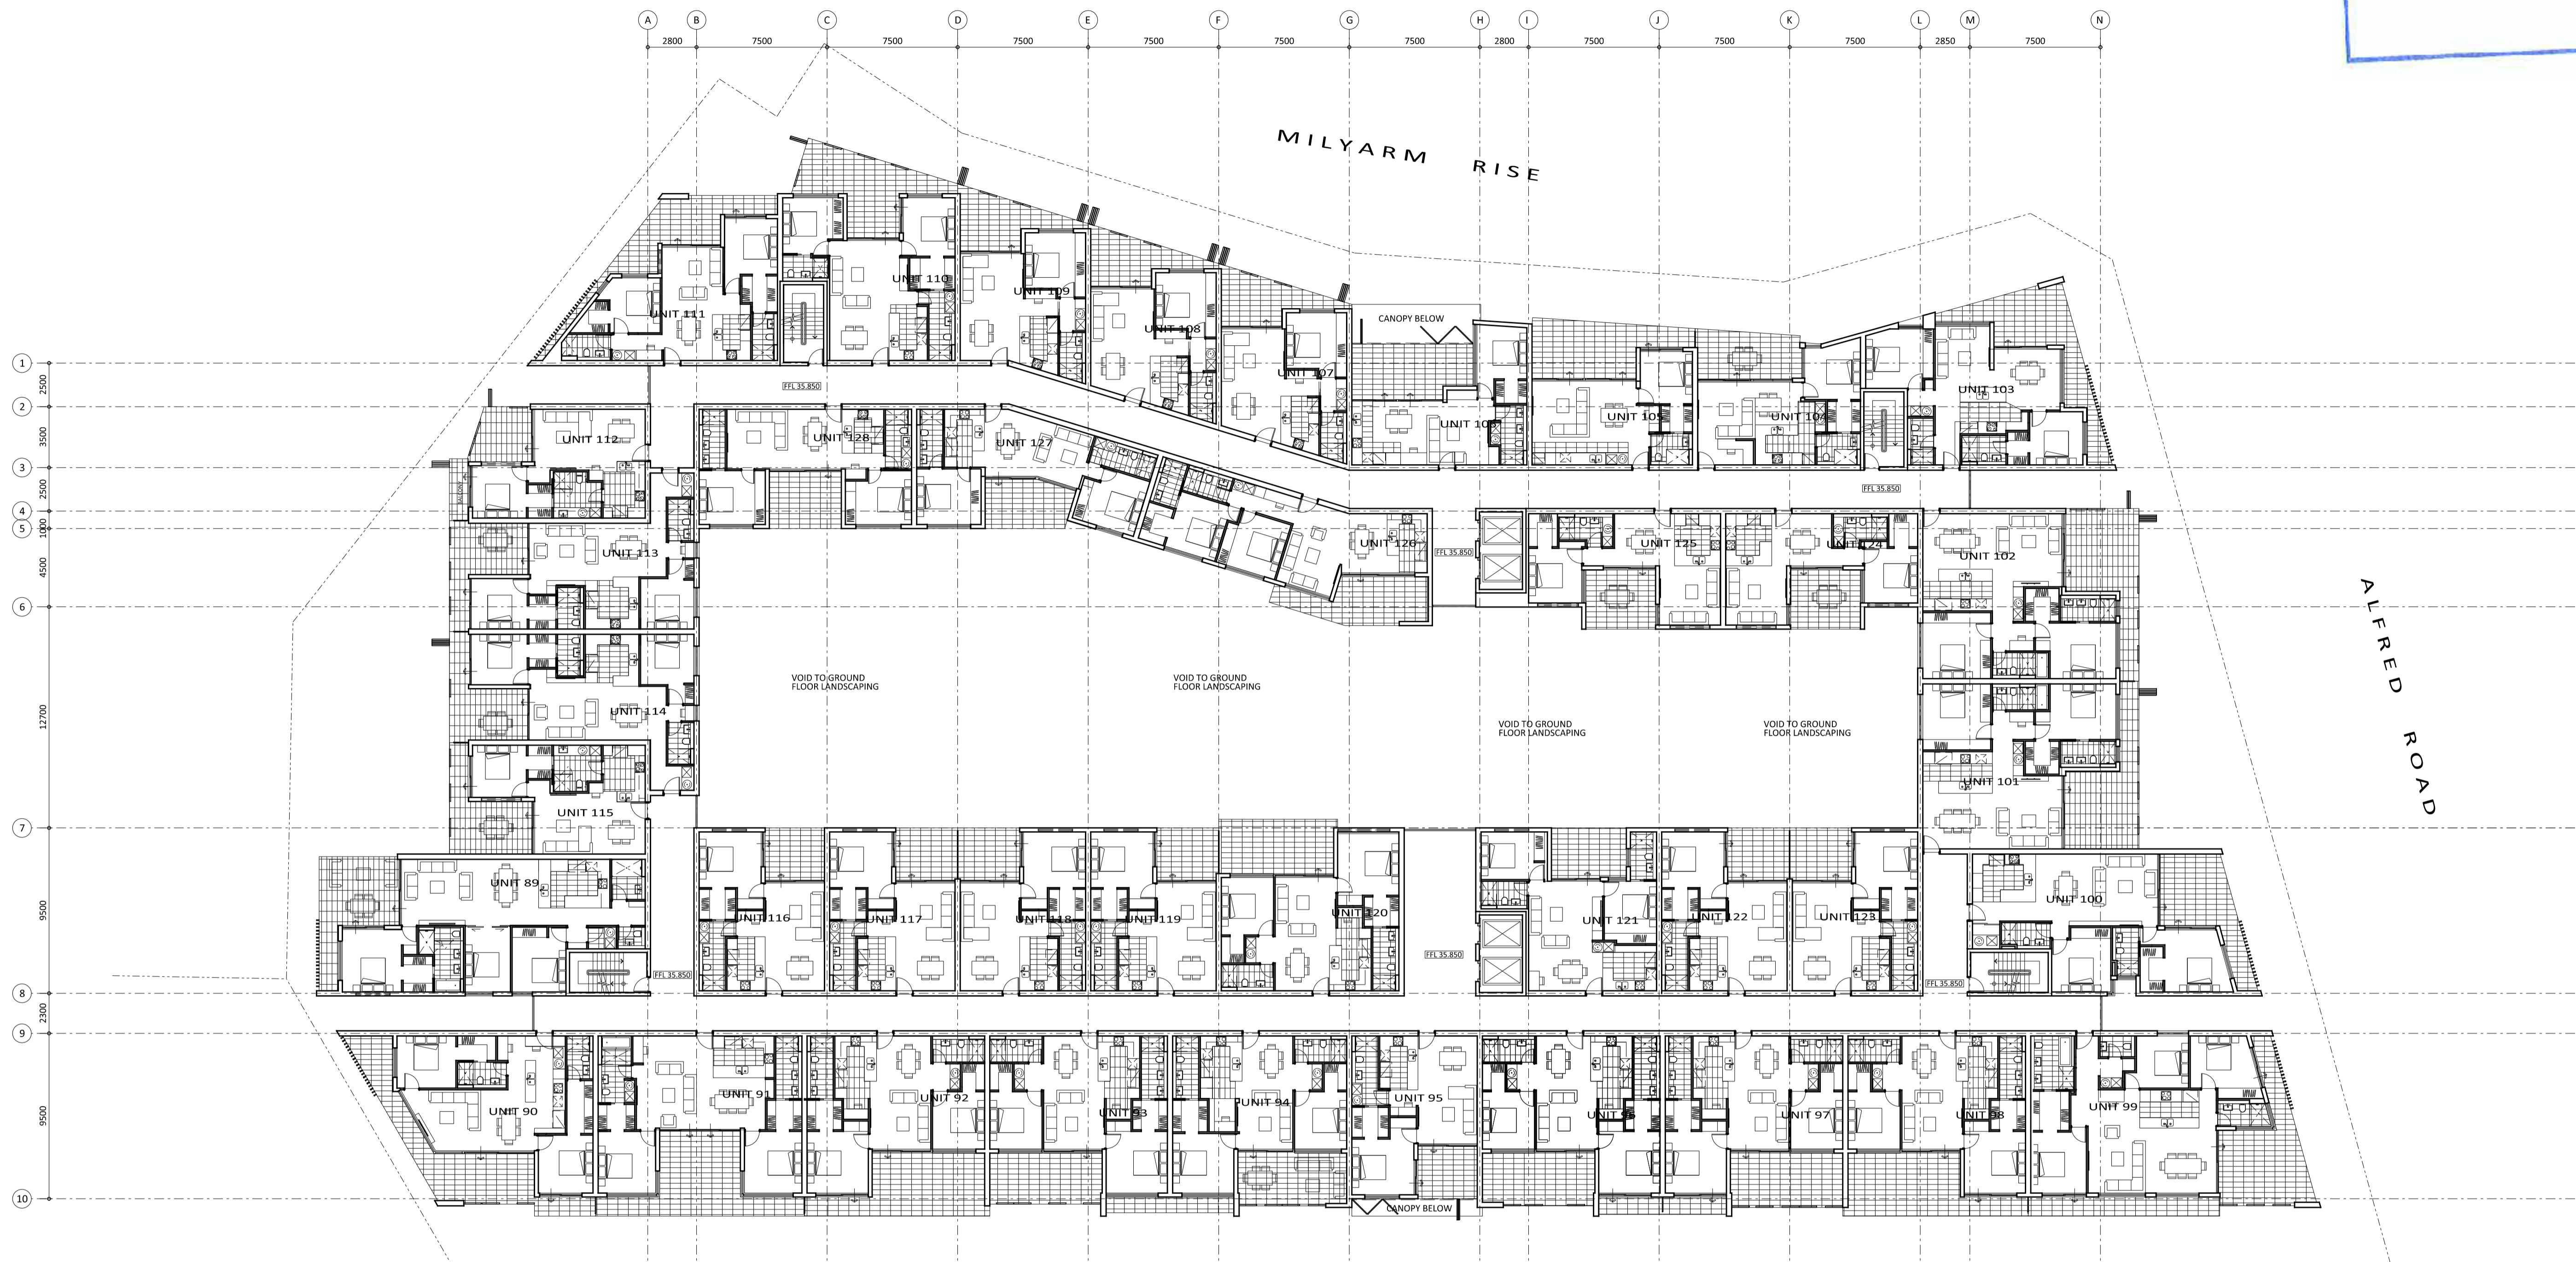 A B C D E F G H I J K L M N
2800 7500 7500 7500 7500 7500 7500 2800 7500 7500 7500 2850 7500
MILYARM RISE
UNIT 110
UNIT 109
UNIT 111
CANOPY BELOW
UNIT 108
1
UNIT 107
2500
FFL 35.850
UNIT 103
2
UNIT 105
UNIT 104
UNIT 106
3500
UNIT 112
UNIT 128
UNIT 127
3
2500
BALCONY
FFL 35.850
4
1000
5
UNIT 113
FFL 35.850
UNIT 126
UNIT 125
UNIT 124
UNIT 102
4500
6
ALFRED ROAD
VOID TO GROUND
FLOOR LANDSCAPING
VOID TO GROUND
FLOOR LANDSCAPING
UNIT 114
12700
VOID TO GROUND
FLOOR LANDSCAPING
VOID TO GROUND
FLOOR LANDSCAPING
UNIT 101
UNIT 115
7
UNIT 89
UNIT 100
9500
UNIT 116
UNIT 117
UNIT 118
UNIT 119
UNIT 120
UNIT 121
UNIT 122
UNIT 123
FFL 35.850
FFL 35.850
FFL 35.850
8
2300
9
UNIT 90
UNIT 91
UNIT 92
UNIT 93
UNIT 94
UNIT 95
UNIT 96
UNIT 97
UNIT 98
UNIT 99
9500
10
CANOPY BELOW